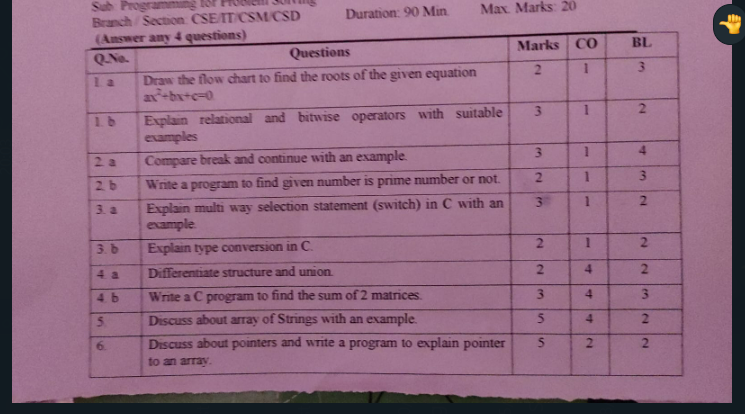 Sub: Programming for Problem Solving
Branch / Section: CSE/IT/CSM/CSD Duration: 90 Min. Max. Marks: 20
(Answer any 4 questions)
Q.No. Questions Marks CO BL
1. a Draw the flow chart to find the roots of the given equation 2 1 3
ax²+bx+c=0.
1. b Explain relational and bitwise operators with suitable 3 1 2
examples
2. a Compare break and continue with an example. 3 1 4
2. b Write a program to find given number is prime number or not. 2 1 3
3. a Explain multi way selection statement (switch) in C with an 3 1 2
example.
3. b Explain type conversion in C. 2 1 2
4. a Differentiate structure and union. 2 4 2
4. b Write a C program to find the sum of 2 matrices. 3 4 3
5. Discuss about array of Strings with an example. 5 4 2
6. Discuss about pointers and write a program to explain pointer 5 2 2
to an array.